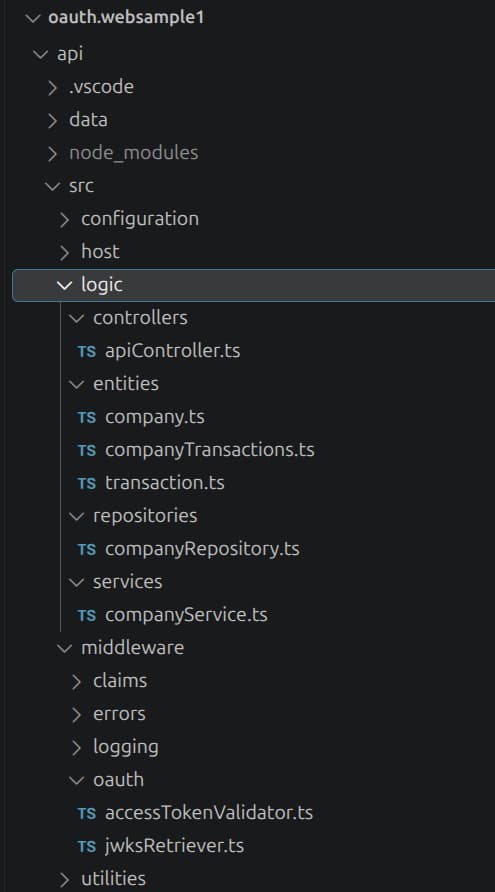 oauth.websample1
api
.vscode
data
node_modules
src
configuration
host
logic
controllers
TS apiController.ts
entities
TS company.ts
TS companyTransactions.ts
TS transaction.ts
repositories
TS companyRepository.ts
services
TS companyService.ts
middleware
claims
errors
logging
oauth
TS accessTokenValidator.ts
TS jwksRetriever.ts
utilities